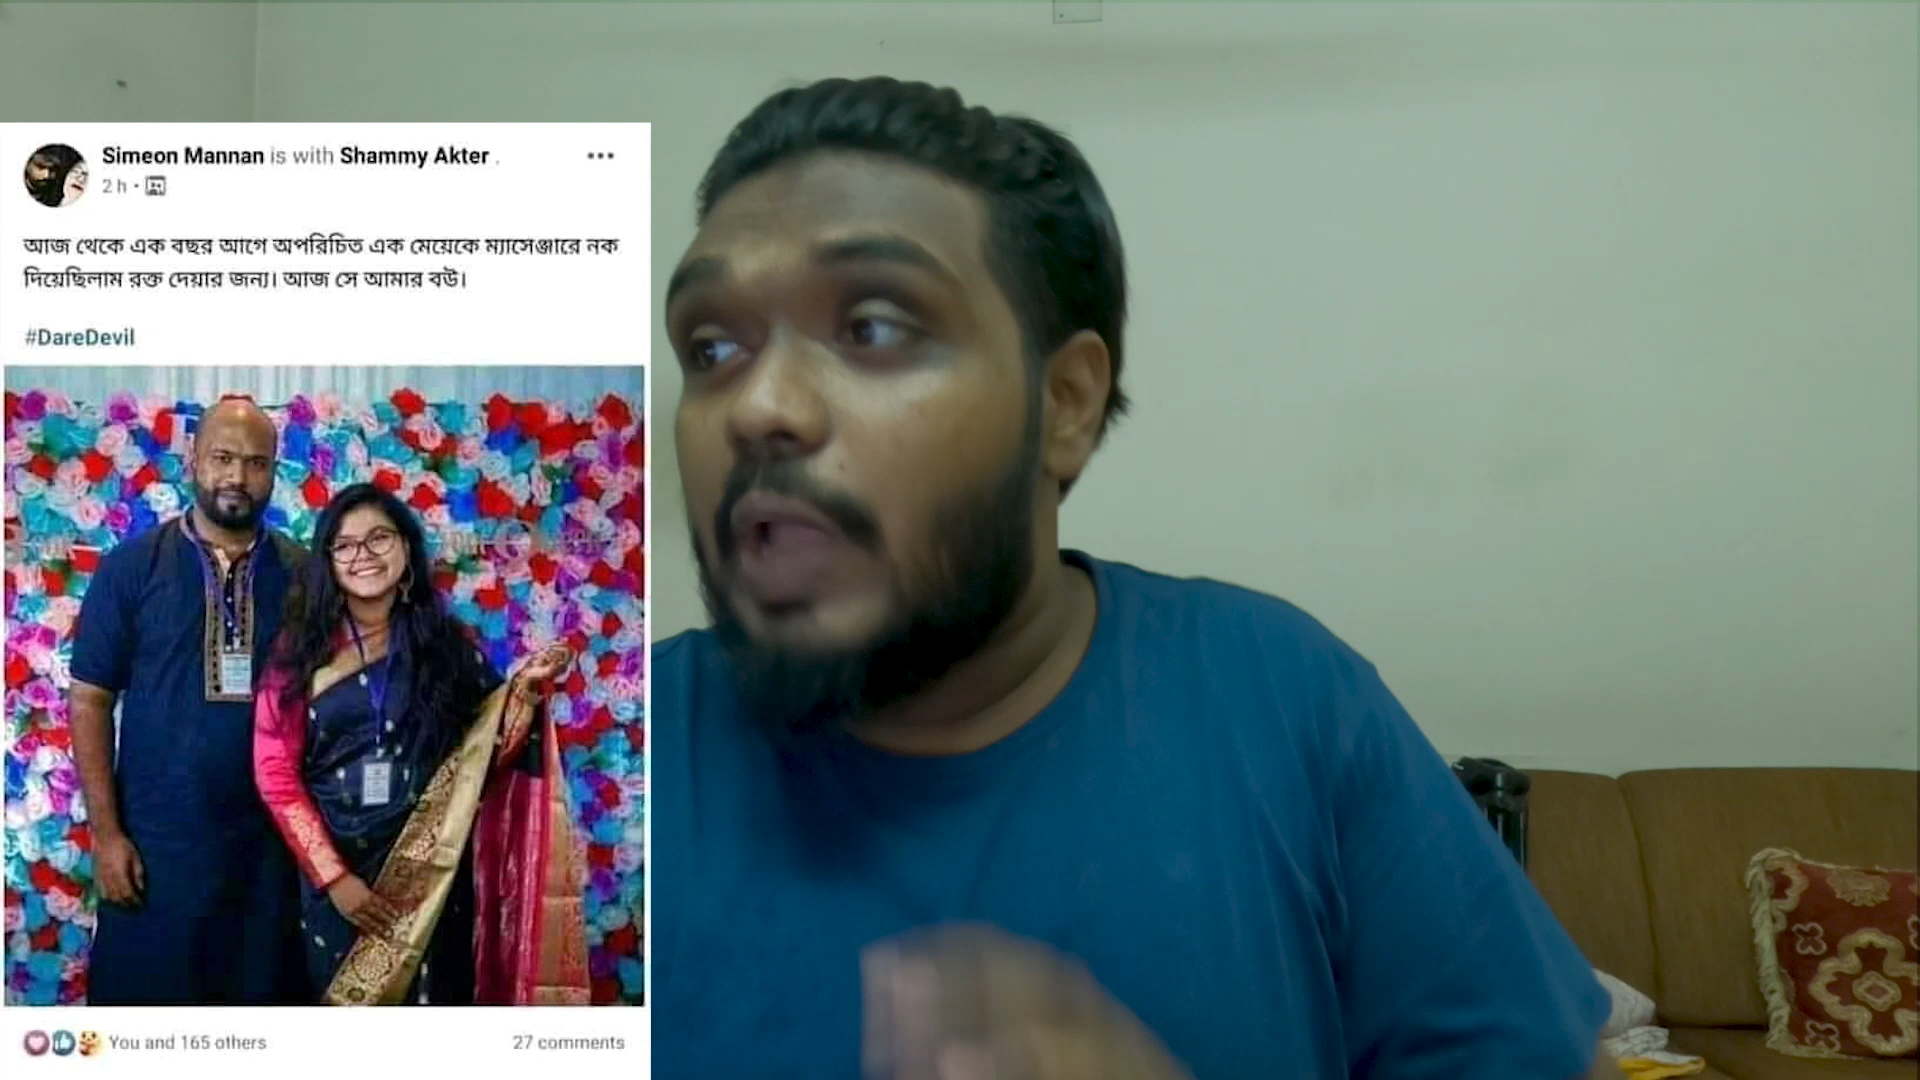 Simeon Mannan is with Shammy Akter .
2 h
আজ থেকে এক বছর আগে অপরিচিত এক মেয়েকে ম্যাসেঞ্জারে নক
দিয়েছিলাম রক্ত দেয়ার জন্য। আজ সে আমার বউ।
#DareDevil
You and 165 others
27 comments